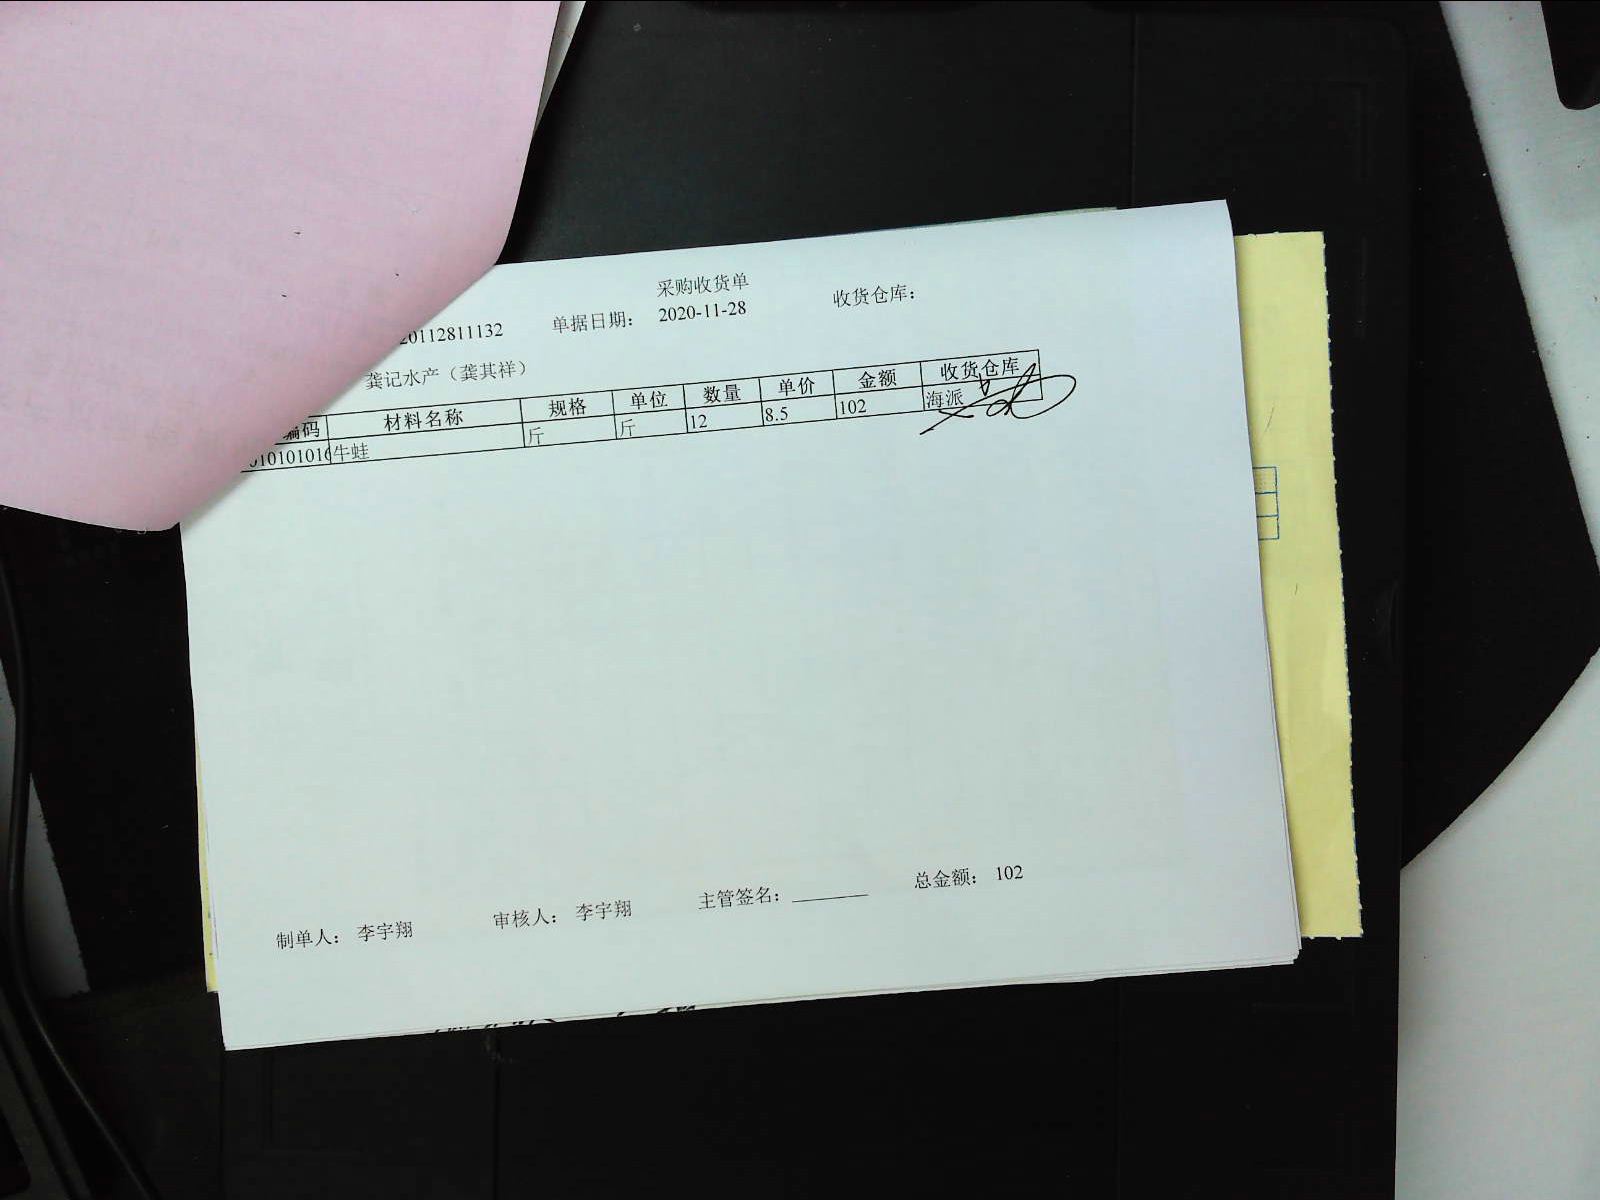 采购收货单
20112811132 单据日期： 2020-11-28 收货仓库：
龚记水产（龚其祥）
编码 材料名称 规格 单位 数量 单价 金额 收货仓库
010101016 牛蛙 斤 斤 12 8.5 102 海派
制单人： 李宇翔 审核人： 李宇翔 主管签名： 总金额： 102